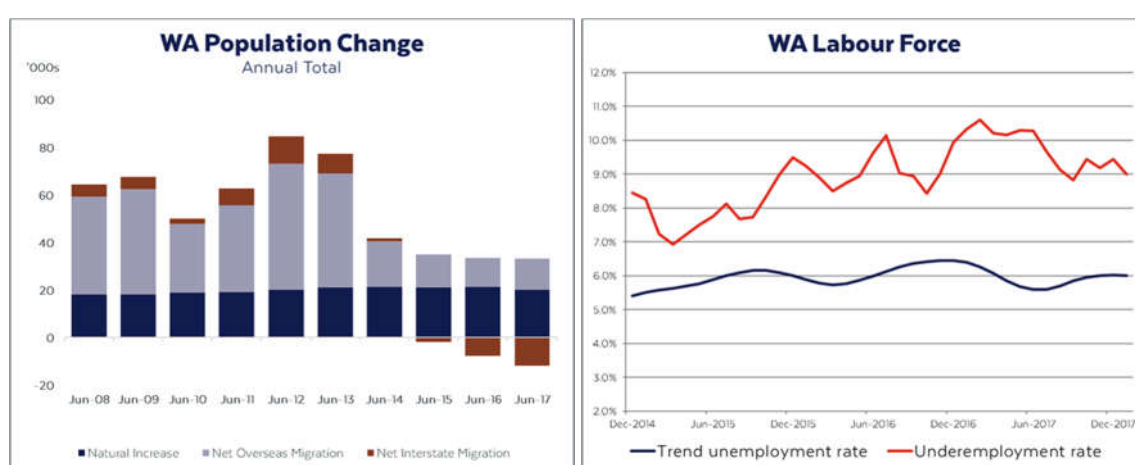 WA Population Change
Annual Total
'000s
100
80
60
40
20
0
-20
Jun-08 Jun-09 Jun-10 Jun-11 Jun-12 Jun-13 Jun-14 Jun-15 Jun-16 Jun-17
Natural Increase Net Overseas Migration Net Interstate Migration
WA Labour Force
12.0%
11.0%
10.0%
9.0%
8.0%
7.0%
6.0%
5.0%
4.0%
3.0%
2.0%
Dec-2014 Jun-2015 Dec-2015 Jun-2016 Dec-2016 Jun-2017 Dec-2017
Trend unemployment rate Underemployment rate